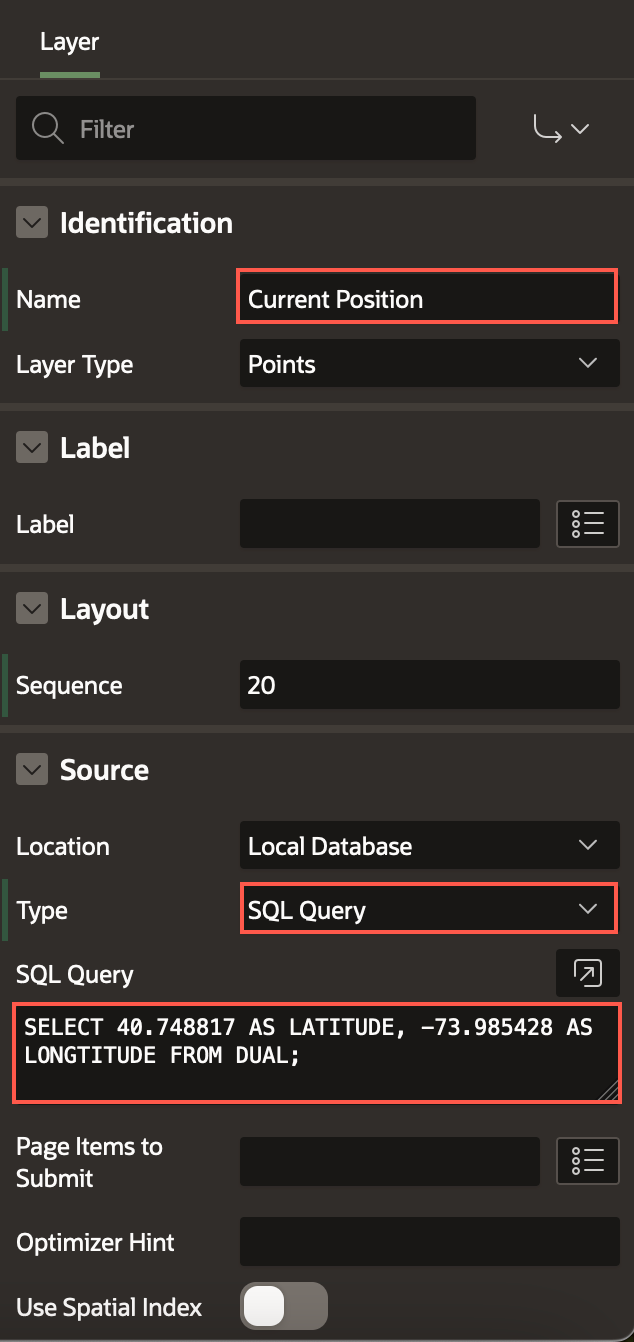 Layer
Filter
Identification
Name Current Position
Layer Type Points
Label
Label
Layout
Sequence 20
Source
Location Local Database
Type SQL Query
SQL Query
SELECT 40.748817 AS LATITUDE, -73.985428 AS
LONGTITUDE FROM DUAL;
Page Items to
Submit
Optimizer Hint
Use Spatial Index